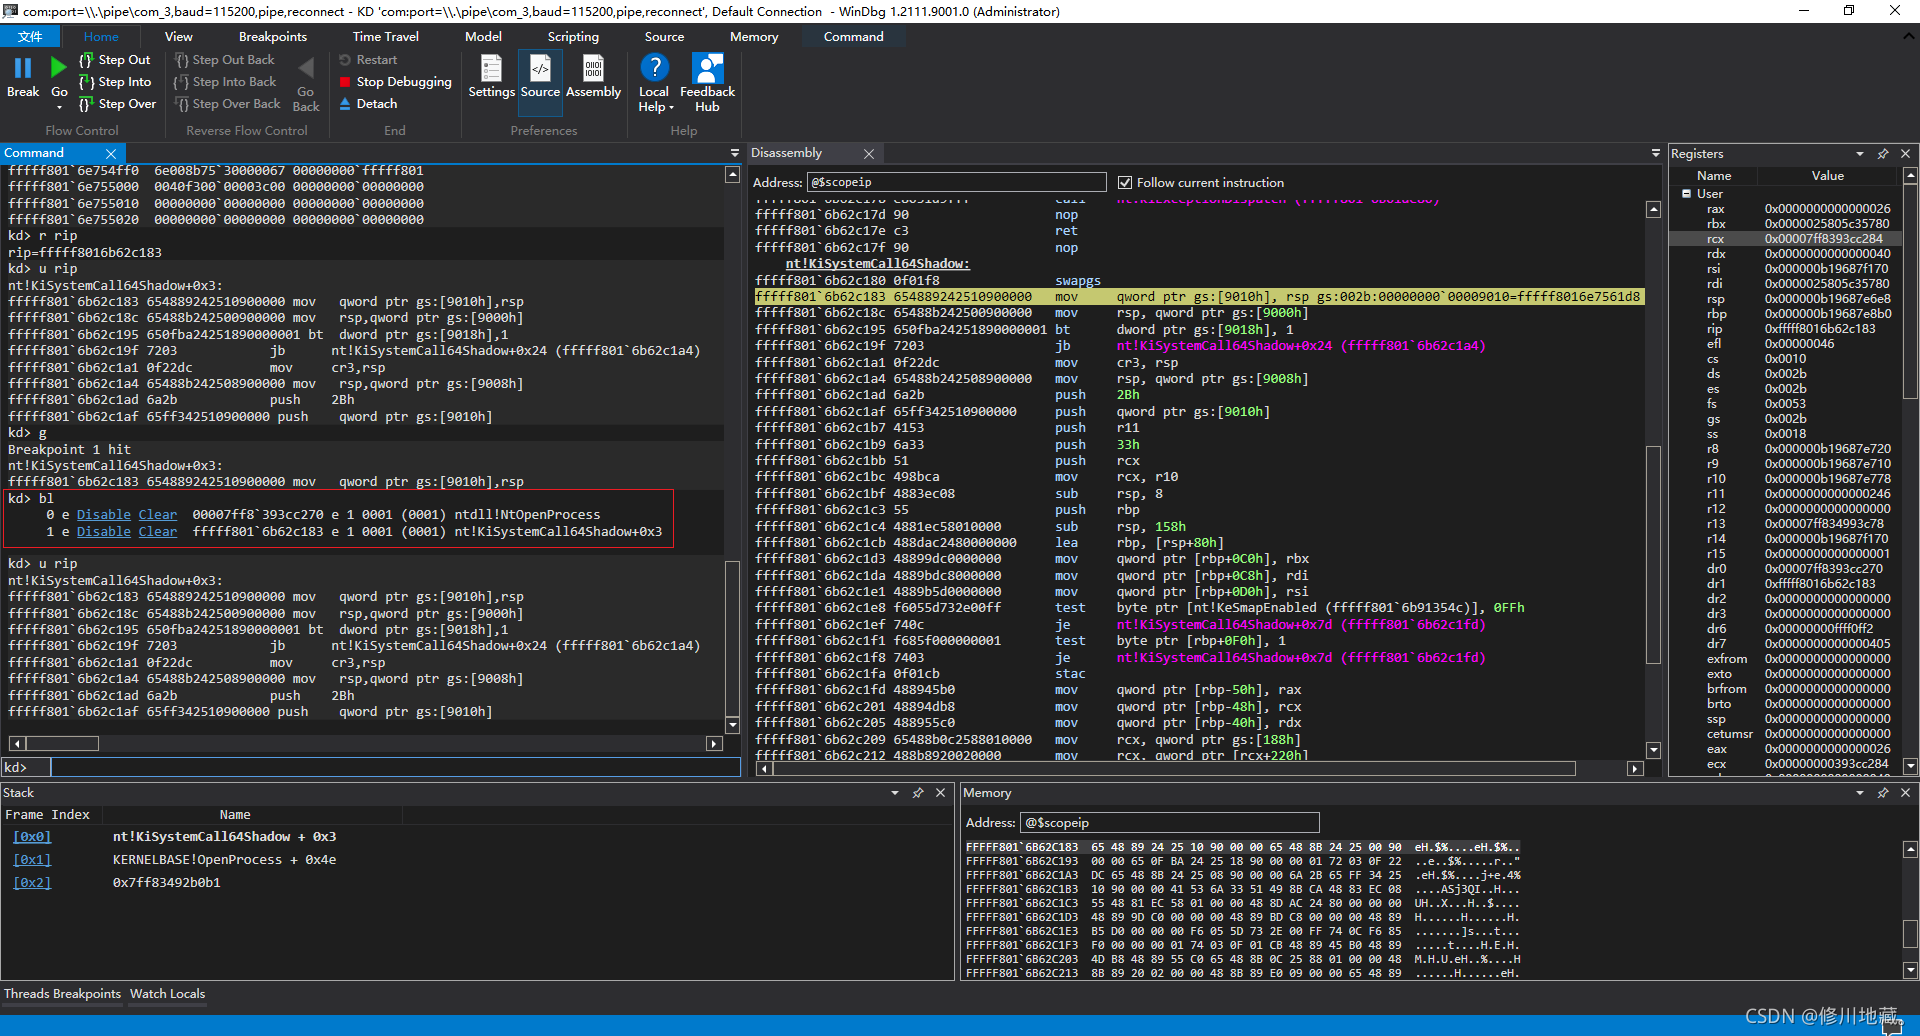 com:port=\\.\pipe\com_3,baud=115200,pipe,reconnect - KD 'com:port=\\.\pipe\com_3,baud=115200,pipe,reconnect', Default Connection - WinDbg 1.2111.9001.0 (Administrator)
文件 Home View Breakpoints Time Travel Model Scripting Source Memory Command
Break Go Step Out Step Into Step Over
Step Out Back Step Into Back Step Over Back Go Back
Restart Stop Debugging Detach
Settings Source Assembly
Local Help Feedback Hub
Flow Control Reverse Flow Control End Preferences Help
Command
fffff801`6e754ff0 6e008b75`30000067 00000000`fffff801
fffff801`6e755000 0040f300`00003c00 00000000`00000000
fffff801`6e755010 00000000`00000000 00000000`00000000
fffff801`6e755020 00000000`00000000 00000000`00000000
kd> r rip
rip=fffff8016b62c183
kd> u rip
nt!KiSystemCall64Shadow+0x3:
fffff801`6b62c183 654889242510900000 mov qword ptr gs:[9010h],rsp
fffff801`6b62c18c 65488b242500900000 mov rsp,qword ptr gs:[9000h]
fffff801`6b62c195 650fba24251890000001 bt dword ptr gs:[9018h],1
fffff801`6b62c19f 7203 jb nt!KiSystemCall64Shadow+0x24 (fffff801`6b62c1a4)
fffff801`6b62c1a1 0f22dc mov cr3,rsp
fffff801`6b62c1a4 65488b242508900000 mov rsp,qword ptr gs:[9008h]
fffff801`6b62c1ad 6a2b push 2Bh
fffff801`6b62c1af 65ff342510900000 push qword ptr gs:[9010h]
kd> g
Breakpoint 1 hit
nt!KiSystemCall64Shadow+0x3:
fffff801`6b62c183 654889242510900000 mov qword ptr gs:[9010h],rsp
kd> bl
0 e Disable Clear 00007ff8`393cc270 e 1 0001 (0001) ntdll!NtOpenProcess
1 e Disable Clear fffff801`6b62c183 e 1 0001 (0001) nt!KiSystemCall64Shadow+0x3
kd> u rip
nt!KiSystemCall64Shadow+0x3:
fffff801`6b62c183 654889242510900000 mov qword ptr gs:[9010h],rsp
fffff801`6b62c18c 65488b242500900000 mov rsp,qword ptr gs:[9000h]
fffff801`6b62c195 650fba24251890000001 bt dword ptr gs:[9018h],1
fffff801`6b62c19f 7203 jb nt!KiSystemCall64Shadow+0x24 (fffff801`6b62c1a4)
fffff801`6b62c1a1 0f22dc mov cr3,rsp
fffff801`6b62c1a4 65488b242508900000 mov rsp,qword ptr gs:[9008h]
fffff801`6b62c1ad 6a2b push 2Bh
fffff801`6b62c1af 65ff342510900000 push qword ptr gs:[9010h]
kd>
Disassembly
Address: @$scopeip Follow current instruction
fffff801`6b62c17d 90 nop
fffff801`6b62c17e c3 ret
fffff801`6b62c17f 90 nop
nt!KiSystemCall64Shadow:
fffff801`6b62c180 0f01f8 swapgs
fffff801`6b62c183 654889242510900000 mov qword ptr gs:[9010h], rsp gs:002b:00000000`00009010=fffff8016e7561d8
fffff801`6b62c18c 65488b242500900000 mov rsp, qword ptr gs:[9000h]
fffff801`6b62c195 650fba24251890000001 bt dword ptr gs:[9018h], 1
fffff801`6b62c19f 7203 jb nt!KiSystemCall64Shadow+0x24 (fffff801`6b62c1a4)
fffff801`6b62c1a1 0f22dc mov cr3, rsp
fffff801`6b62c1a4 65488b242508900000 mov rsp, qword ptr gs:[9008h]
fffff801`6b62c1ad 6a2b push 2Bh
fffff801`6b62c1af 65ff342510900000 push qword ptr gs:[9010h]
fffff801`6b62c1b7 4153 push r11
fffff801`6b62c1b9 6a33 push 33h
fffff801`6b62c1bb 51 push rcx
fffff801`6b62c1bc 498bca mov rcx, r10
fffff801`6b62c1bf 4883ec08 sub rsp, 8
fffff801`6b62c1c3 55 push rbp
fffff801`6b62c1c4 4881ec58010000 sub rsp, 158h
fffff801`6b62c1cb 488dac2480000000 lea rbp, [rsp+80h]
fffff801`6b62c1d3 48899dc0000000 mov qword ptr [rbp+0C0h], rbx
fffff801`6b62c1da 4889bdc8000000 mov qword ptr [rbp+0C8h], rdi
fffff801`6b62c1e1 4889b5d0000000 mov qword ptr [rbp+0D0h], rsi
fffff801`6b62c1e8 f6055d732e00ff test byte ptr [nt!KeSmapEnabled (fffff801`6b91354c)], 0FFh
fffff801`6b62c1ef 740c je nt!KiSystemCall64Shadow+0x7d (fffff801`6b62c1fd)
fffff801`6b62c1f1 f685f000000001 test byte ptr [rbp+0F0h], 1
fffff801`6b62c1f8 7403 je nt!KiSystemCall64Shadow+0x7d (fffff801`6b62c1fd)
fffff801`6b62c1fa 0f01cb stac
fffff801`6b62c1fd 488945b0 mov qword ptr [rbp-50h], rax
fffff801`6b62c201 48894db8 mov qword ptr [rbp-48h], rcx
fffff801`6b62c205 488955c0 mov qword ptr [rbp-40h], rdx
fffff801`6b62c209 65488b0c2588010000 mov rcx, qword ptr gs:[188h]
fffff801`6b62c212 488b8920020000 mov rcx, qword ptr [rcx+220h]
Registers
Name Value
User
rax 0x0000000000000026
rbx 0x0000025805c35780
rcx 0x00007ff8393cc284
rdx 0x0000000000000040
rsi 0x000000b19687f170
rdi 0x0000025805c35780
rsp 0x000000b19687e6e8
rbp 0x000000b19687e8b0
rip 0xfffff8016b62c183
efl 0x00000046
cs 0x0010
ds 0x002b
es 0x002b
fs 0x0053
gs 0x002b
ss 0x0018
r8 0x000000b19687e720
r9 0x000000b19687e710
r10 0x000000b19687e778
r11 0x0000000000000246
r12 0x0000000000000000
r13 0x00007ff834993c78
r14 0x000000b19687f170
r15 0x0000000000000001
dr0 0x00007ff8393cc270
dr1 0xfffff8016b62c183
dr2 0x0000000000000000
dr3 0x0000000000000000
dr6 0x00000000ffff0ff2
dr7 0x0000000000000405
exfrom 0x0000000000000000
exto 0x0000000000000000
brfrom 0x0000000000000000
brto 0x0000000000000000
ssp 0x0000000000000000
cetumsr 0x0000000000000000
eax 0x0000000000000026
ecx 0x00000000393cc284
Stack
Frame Index Name
[0x0] nt!KiSystemCall64Shadow + 0x3
[0x1] KERNELBASE!OpenProcess + 0x4e
[0x2] 0x7ff83492b0b1
Memory
Address: @$scopeip
FFFFF801`6B62C183 65 48 89 24 25 10 90 00 00 65 48 8B 24 25 00 90 eH.$%....eH.$%..
FFFFF801`6B62C193 00 00 65 0F BA 24 25 18 90 00 00 01 72 03 0F 22 ..e..$%.....r.."
FFFFF801`6B62C1A3 DC 65 48 8B 24 25 08 90 00 00 6A 2B 65 FF 34 25 .eH.$%....j+e.4%
FFFFF801`6B62C1B3 10 90 00 00 41 53 6A 33 51 49 8B CA 48 83 EC 08 ....ASj3QI..H...
FFFFF801`6B62C1C3 55 48 81 EC 58 01 00 00 48 8D AC 24 80 00 00 00 UH..X...H..$....
FFFFF801`6B62C1D3 48 89 9D C0 00 00 00 48 89 BD C8 00 00 00 48 89 H......H......H.
FFFFF801`6B62C1E3 B5 D0 00 00 00 F6 05 5D 73 2E 00 FF 74 0C F6 85 .......]s...t...
FFFFF801`6B62C1F3 F0 00 00 00 01 74 03 0F 01 CB 48 89 45 B0 48 89 .....t....H.E.H.
FFFFF801`6B62C203 4D B8 48 89 55 C0 65 48 8B 0C 25 88 01 00 00 48 M.H.U.eH..%....H
FFFFF801`6B62C213 8B 89 20 02 00 00 48 8B 89 E0 09 00 00 65 48 89 .. ...H......eH.
Threads Breakpoints Watch Locals
CSDN @修川地藏